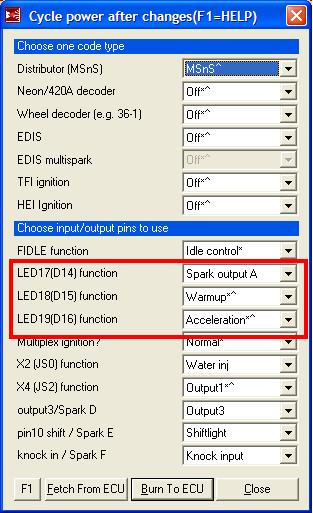 Cycle power after changes(F1=HELP)
Choose one code type
Distributor (MSnS) MSnS^
Neon/420A decoder Off*^
Wheel decoder (e.g. 36-1) Off*^
EDIS Off*^
EDIS multispark Off*^
TFI ignition Off*^
HEI Ignition Off*^
Choose input/output pins to use
FIDLE function Idle control*
LED17(D14) function Spark output A
LED18(D15) function Warmup*^
LED19(D16) function Acceleration*^
Multiplex ignition? Normal^
X2 (JS0) function Water inj
X4 (JS2) function Output1*^
output3/Spark D Output3
pin10 shift / Spark E Shiftlight
knock in / Spark F Knock input
F1 Fetch From ECU Burn To ECU Close